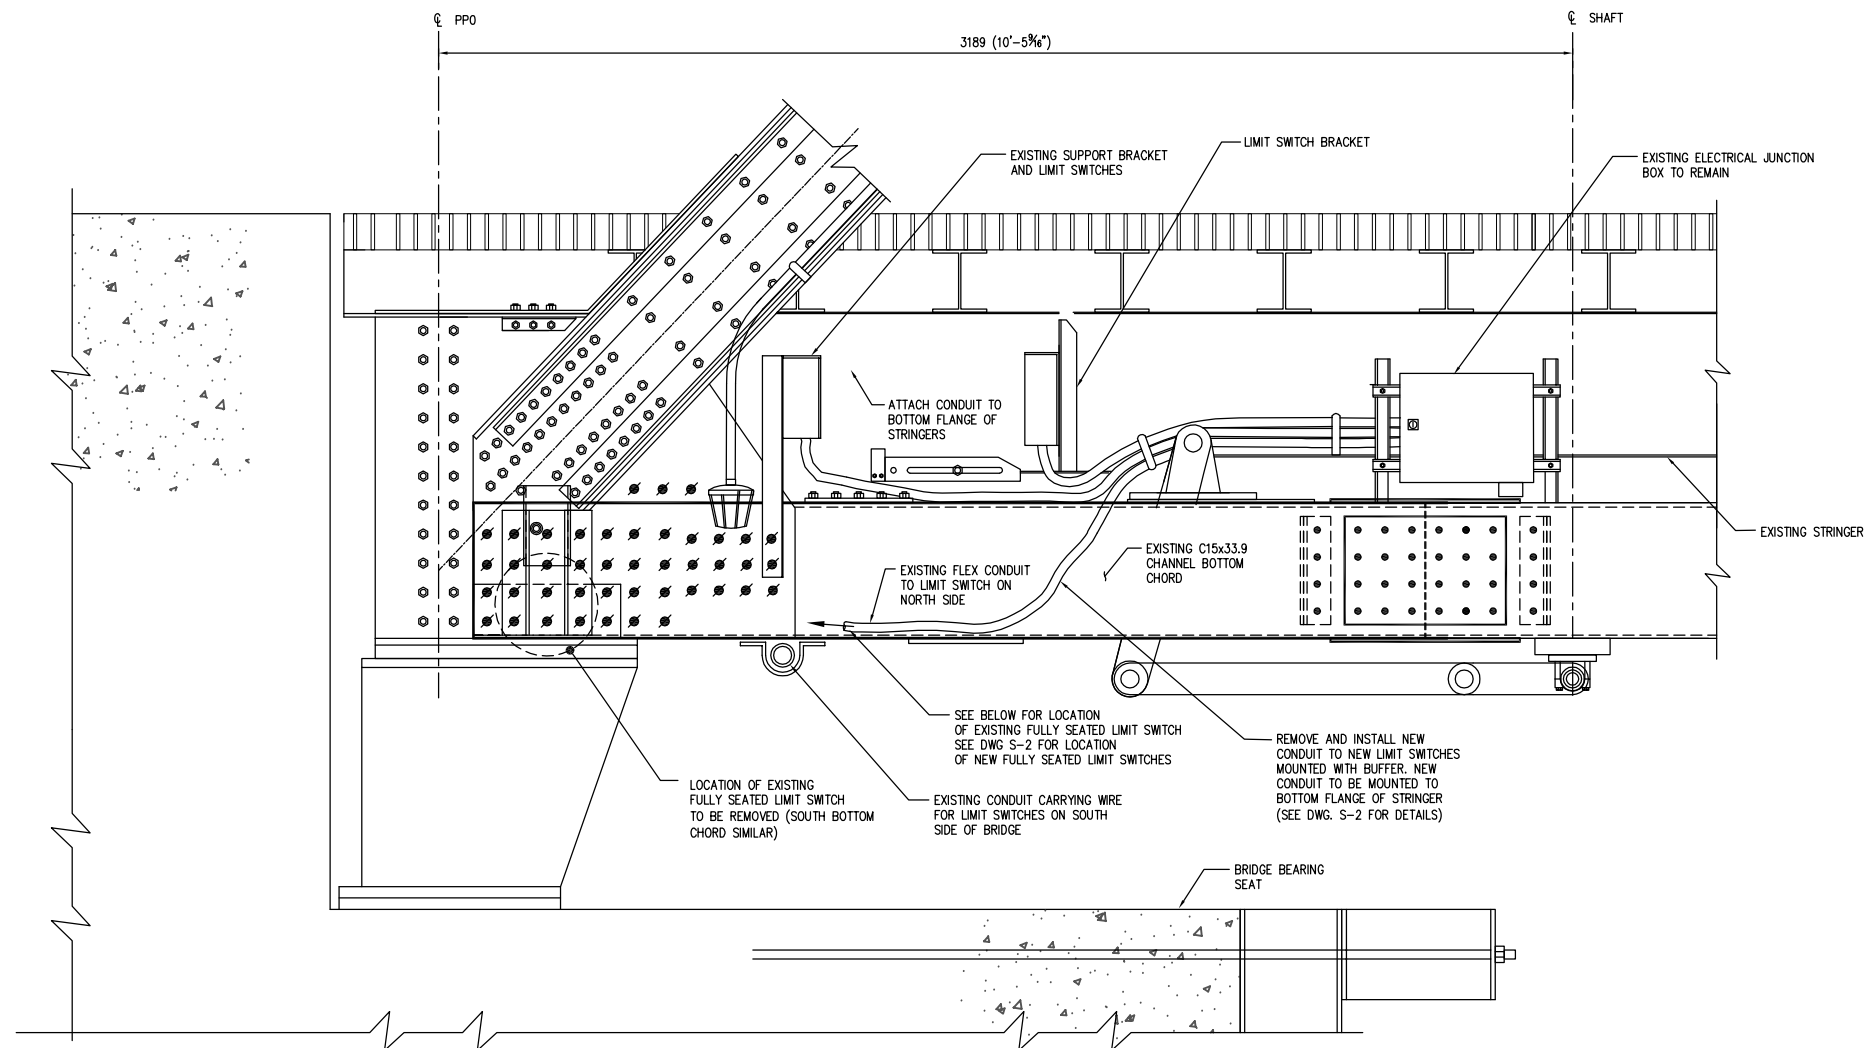 ℄ PP0
℄ SHAFT
3189 (10'-5⁹⁄₁₆")
EXISTING SUPPORT BRACKET
AND LIMIT SWITCHES
LIMIT SWITCH BRACKET
EXISTING ELECTRICAL JUNCTION
BOX TO REMAIN
ATTACH CONDUIT TO
BOTTOM FLANGE OF
STRINGERS
EXISTING STRINGER
EXISTING C15x33.9
CHANNEL BOTTOM
CHORD
EXISTING FLEX CONDUIT
TO LIMIT SWITCH ON
NORTH SIDE
SEE BELOW FOR LOCATION
OF EXISTING FULLY SEATED LIMIT SWITCH
SEE DWG S-2 FOR LOCATION
OF NEW FULLY SEATED LIMIT SWITCHES
REMOVE AND INSTALL NEW
CONDUIT TO NEW LIMIT SWITCHES
MOUNTED WITH BUFFER. NEW
CONDUIT TO BE MOUNTED TO
BOTTOM FLANGE OF STRINGER
(SEE DWG. S-2 FOR DETAILS)
LOCATION OF EXISTING
FULLY SEATED LIMIT SWITCH
TO BE REMOVED (SOUTH BOTTOM
CHORD SIMILAR)
EXISTING CONDUIT CARRYING WIRE
FOR LIMIT SWITCHES ON SOUTH
SIDE OF BRIDGE
BRIDGE BEARING
SEAT